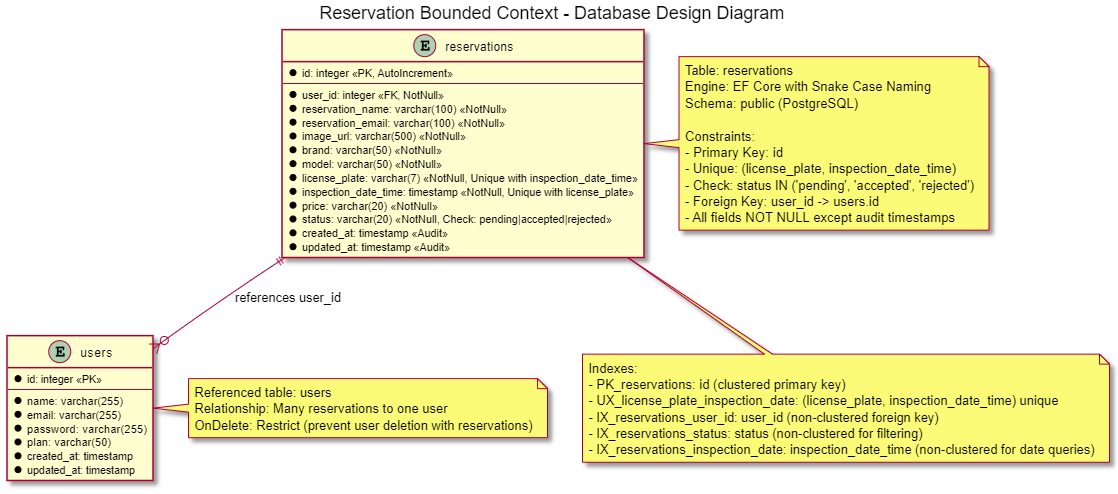 Reservation Bounded Context - Database Design Diagram
E reservations
id: integer «PK, AutoIncrement»
user_id: integer «FK, NotNull»
reservation_name: varchar(100) «NotNull»
reservation_email: varchar(100) «NotNull»
image_url: varchar(500) «NotNull»
brand: varchar(50) «NotNull»
model: varchar(50) «NotNull»
license_plate: varchar(7) «NotNull, Unique with inspection_date_time»
inspection_date_time: timestamp «NotNull, Unique with license_plate»
price: varchar(20) «NotNull»
status: varchar(20) «NotNull, Check: pending|accepted|rejected»
created_at: timestamp «Audit»
updated_at: timestamp «Audit»
Table: reservations
Engine: EF Core with Snake Case Naming
Schema: public (PostgreSQL)
Constraints:
- Primary Key: id
- Unique: (license_plate, inspection_date_time)
- Check: status IN ('pending', 'accepted', 'rejected')
- Foreign Key: user_id -> users.id
- All fields NOT NULL except audit timestamps
references user_id
E users
id: integer «PK»
name: varchar(255)
email: varchar(255)
password: varchar(255)
plan: varchar(50)
created_at: timestamp
updated_at: timestamp
Referenced table: users
Relationship: Many reservations to one user
OnDelete: Restrict (prevent user deletion with reservations)
Indexes:
- PK_reservations: id (clustered primary key)
- UX_license_plate_inspection_date: (license_plate, inspection_date_time) unique
- IX_reservations_user_id: user_id (non-clustered foreign key)
- IX_reservations_status: status (non-clustered for filtering)
- IX_reservations_inspection_date: inspection_date_time (non-clustered for date queries)